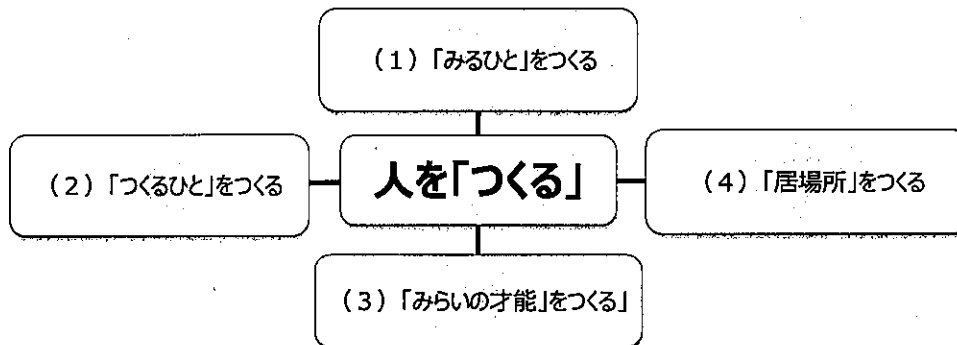 （1）「みるひと」をつくる
（2）「つくるひと」をつくる
人を「つくる」
（4）「居場所」をつくる
（3）「みらいの才能」をつくる」